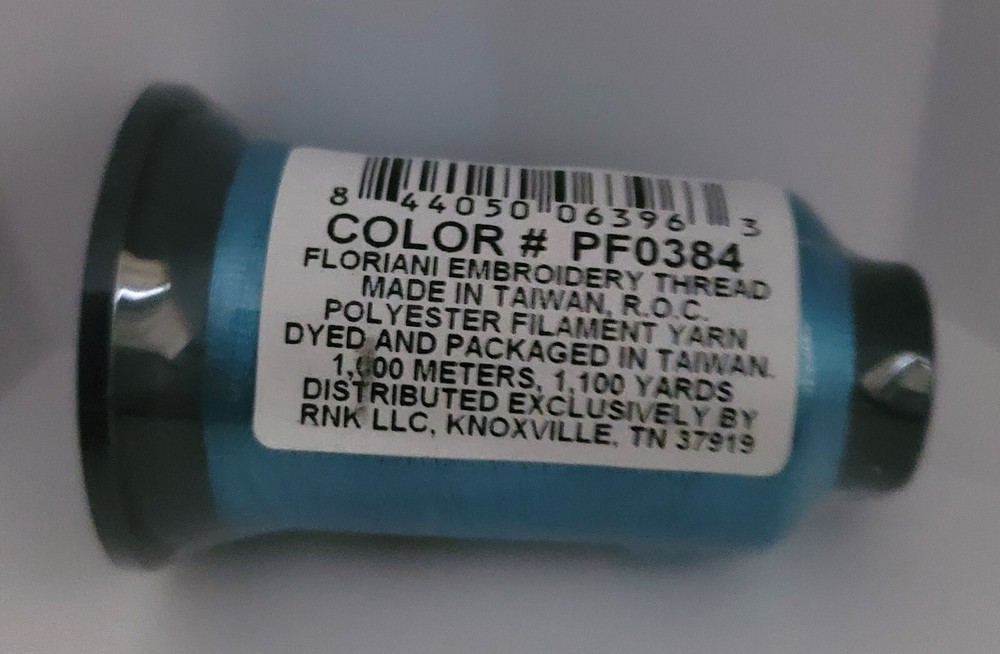 8 44050 06396 3
COLOR # PF0384
FLORIANI EMBROIDERY THREAD
MADE IN TAIWAN, R.O.C.
POLYESTER FILAMENT YARN
DYED AND PACKAGED IN TAIWAN.
1,000 METERS, 1,100 YARDS
DISTRIBUTED EXCLUSIVELY BY
RNK LLC, KNOXVILLE, TN 37919